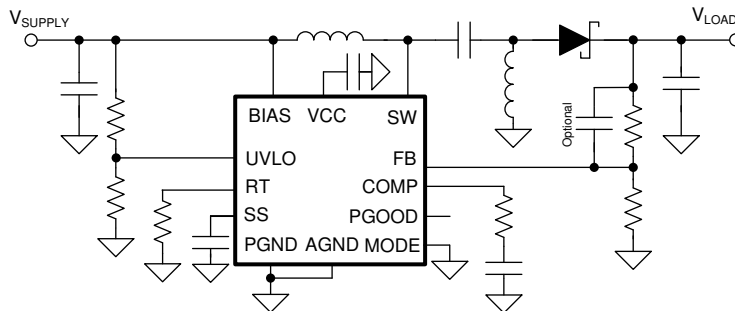 VSUPPLY
VLOAD
BIAS VCC SW
Optional
UVLO FB
RT COMP
SS PGOOD
PGND AGND MODE